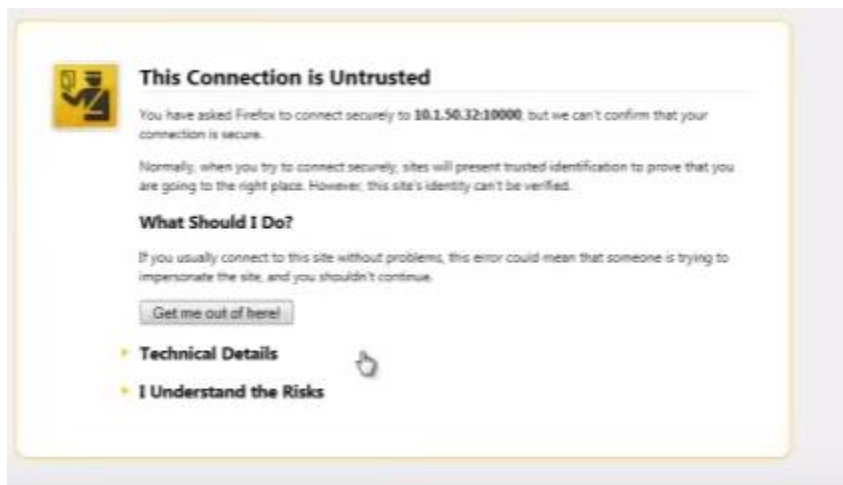 This Connection is Untrusted
You have asked Firefox to connect securely to 10.1.50.32:10000, but we can't confirm that your
connection is secure.
Normally, when you try to connect securely, sites will present trusted identification to prove that you
are going to the right place. However, this site's identity can't be verified.
What Should I Do?
If you usually connect to this site without problems, this error could mean that someone is trying to
impersonate the site, and you shouldn't continue.
Get me out of here!
Technical Details
I Understand the Risks